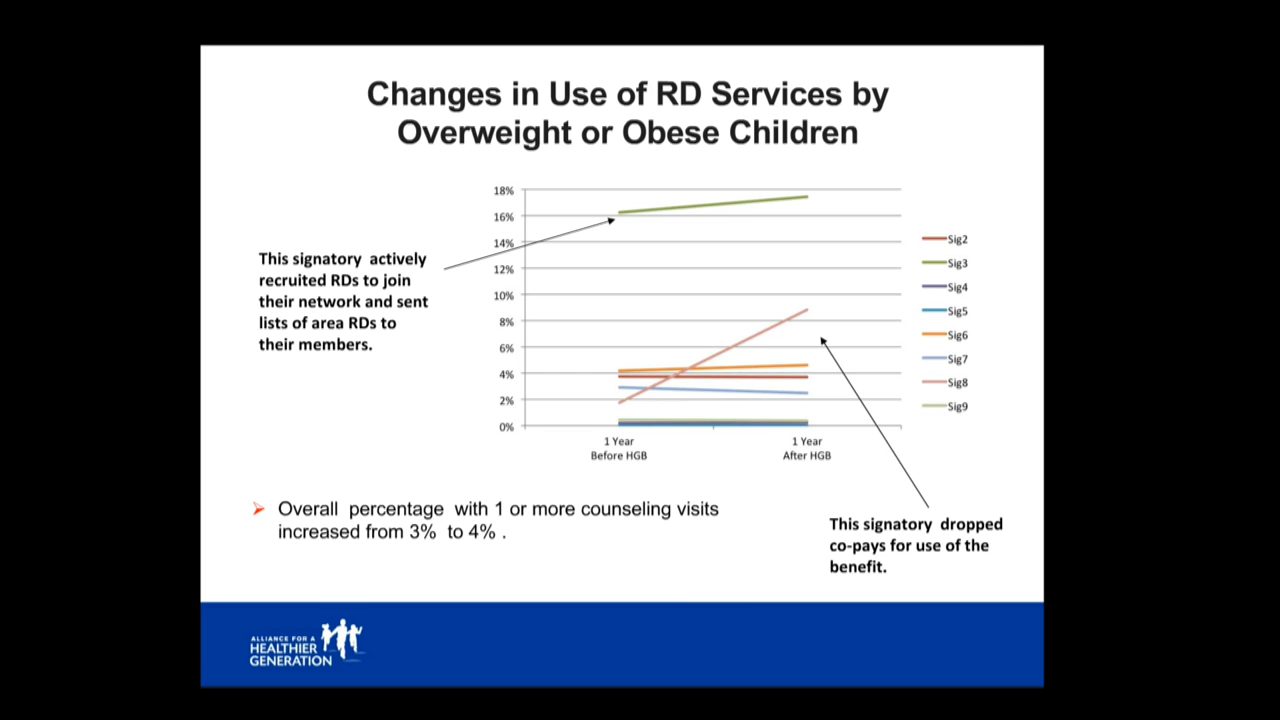 Changes in Use of RD Services by
Overweight or Obese Children
18%
16%
14%
12%
10%
8%
6%
4%
2%
0%
1 Year
Before HGB
1 Year
After HGB
Sig2
Sig3
Sig4
Sig5
Sig6
Sig7
Sig8
Sig9
This signatory actively
recruited RDs to join
their network and sent
lists of area RDs to
their members.
Overall percentage with 1 or more counseling visits
increased from 3% to 4% .
This signatory dropped
co-pays for use of the
benefit.
ALLIANCE FOR A
HEALTHIER
GENERATION